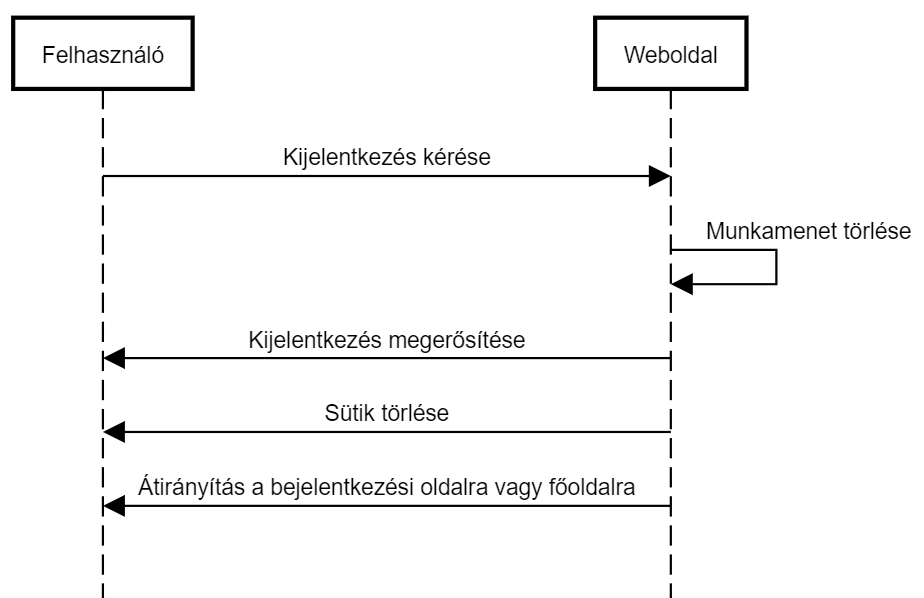 Felhasználó
Weboldal
Kijelentkezés kérése
Munkamenet törlése
Kijelentkezés megerősítése
Sütik törlése
Átirányítás a bejelentkezési oldalra vagy főoldalra